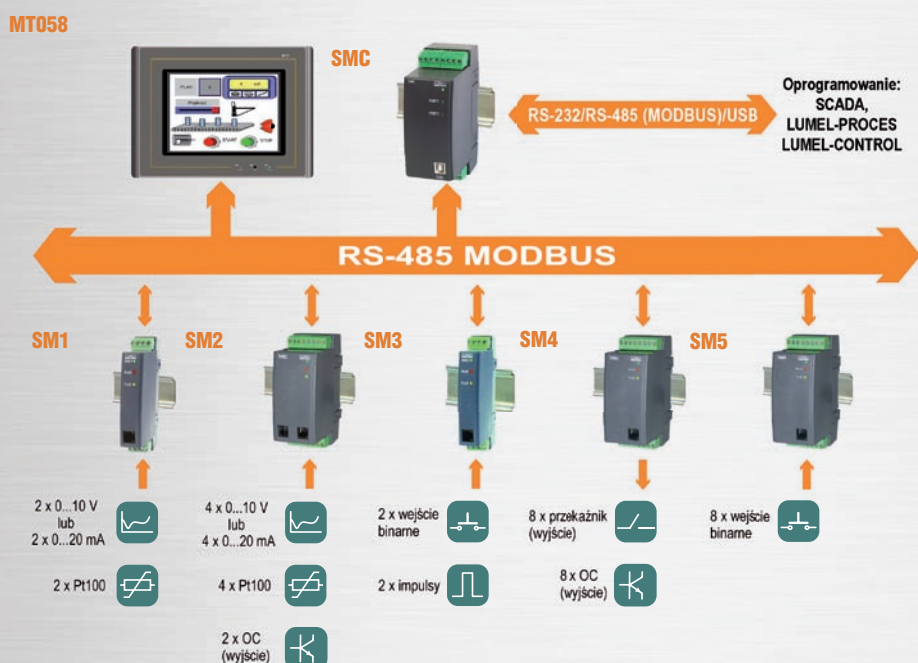 MT058
SMC
Oprogramowanie:
SCADA,
LUMEL-PROCES
LUMEL-CONTROL
RS-232/RS-485 (MODBUS)/USB
START
STOP
RS-485 MODBUS
SM1
SM2
SM3
SM4
SM5
2 x 0...10 V
lub
2 x 0...20 mA
2 x Pt100
4 x 0...10 V
lub
4 x 0...20 mA
4 x Pt100
2 x OC
(wyjście)
2 x wejście
binarne
2 x impulsy
8 x przekaźnik
(wyjście)
8 x OC
(wyjście)
8 x wejście
binarne